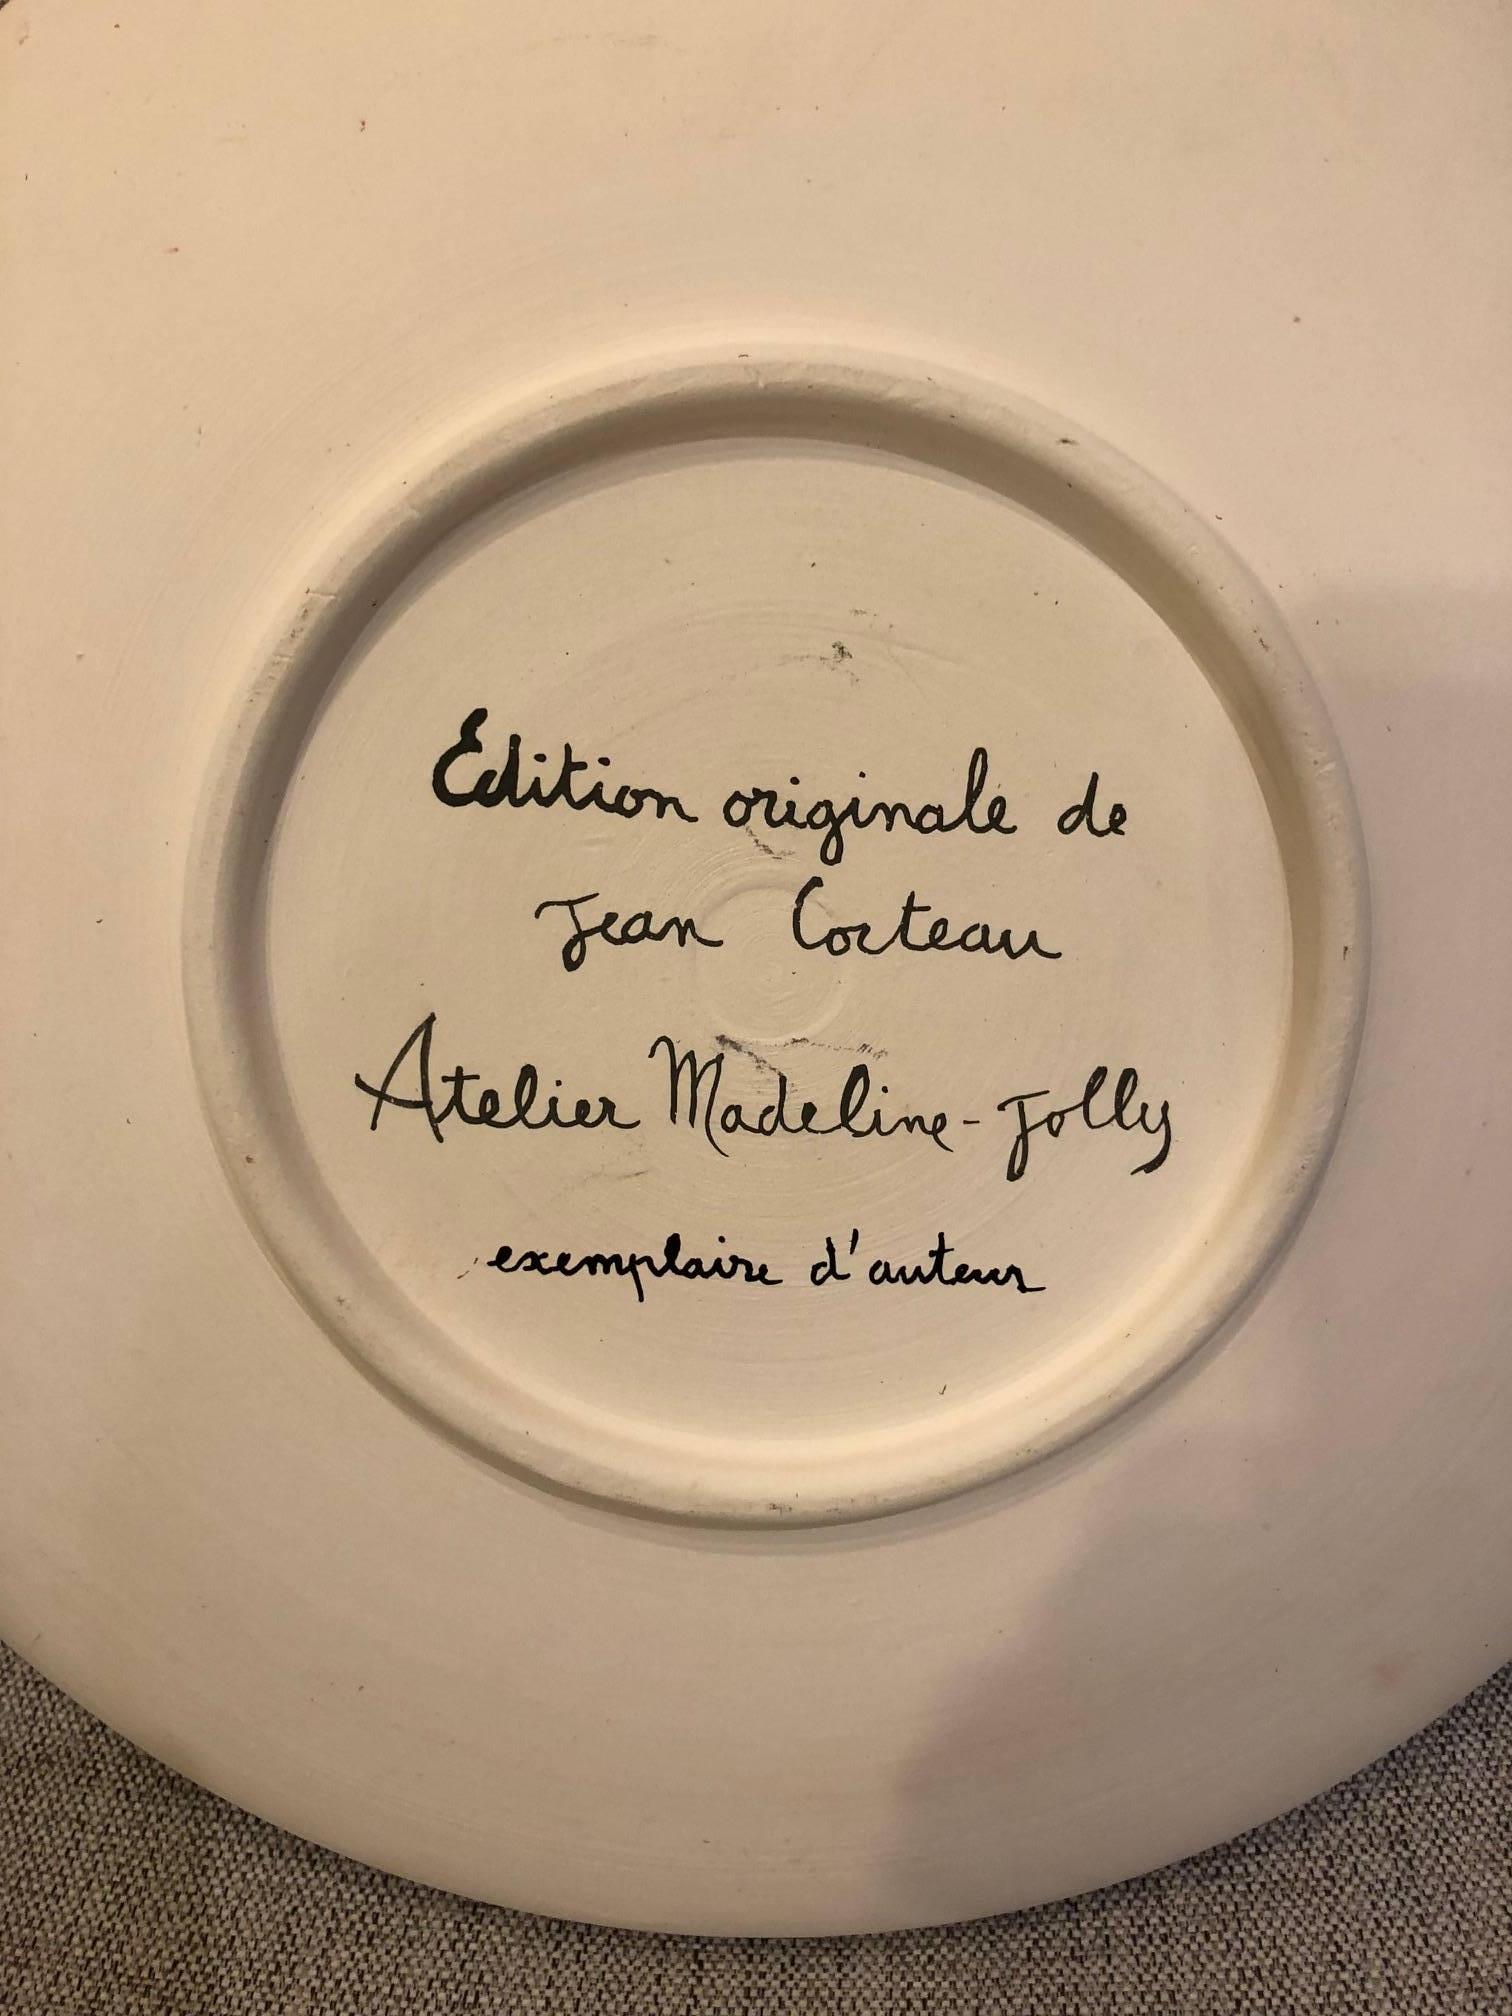 Edition originale de
Jean Cocteau
Atelier Madeline-Jolly
exemplaire d'auteur